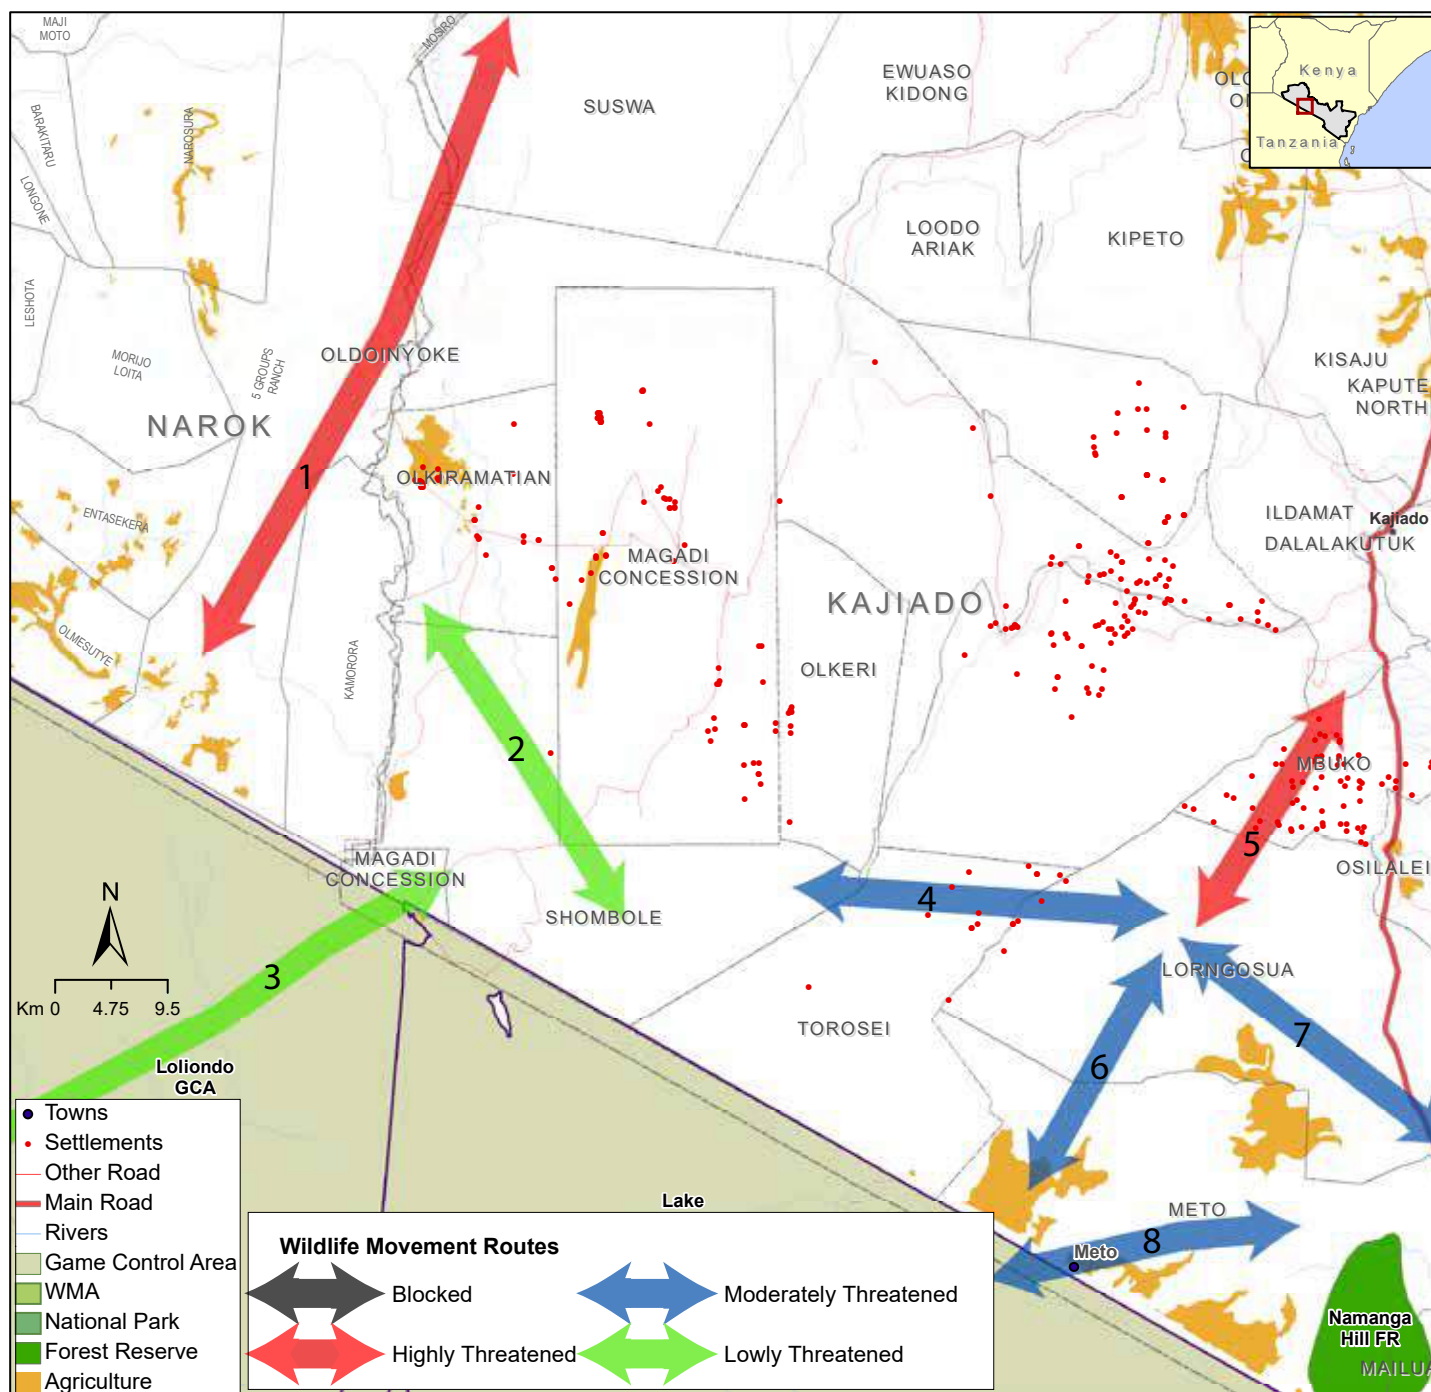 MAJI
MOTO
MOSIRO
SUSWA
EWUASO
KIDONG
Kenya
Tanzania
BARAKITARU
NAROSURA
LONGONE
LOODO
ARIAK
KIPETO
LESHOTA
MORIJO
LOITA
5 GROUPS
RANCH
OLDOINYOKE
KISAJU
KAPUTE
NORTH
NAROK
1
OLKIRAMATIAN
ENTASEKERA
ILDAMAT
Kajiado
DALALAKUTUK
MAGADI
CONCESSION
KAJIADO
OLMESUTYE
KAMORORA
OLKERI
2
MBUKO
5
MAGADI
CONCESSION
OSILALEI
SHOMBOLE
4
N
3
Km 0 4.75 9.5
LORNGOSUA
TOROSEI
7
6
Loliondo
GCA
Towns
Settlements
Other Road
Main Road
Rivers
Game Control Area
WMA
National Park
Forest Reserve
Agriculture
Lake
Wildlife Movement Routes
Blocked
Moderately Threatened
Highly Threatened
Lowly Threatened
METO
8
Meto
Namanga
Hill FR